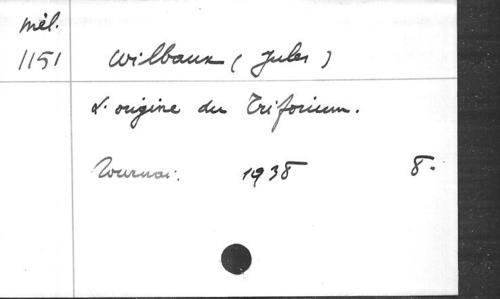 Mél.
1151 Wilbaux (Jules)
L'origine du Triforium.
Tournai. 1938 8°